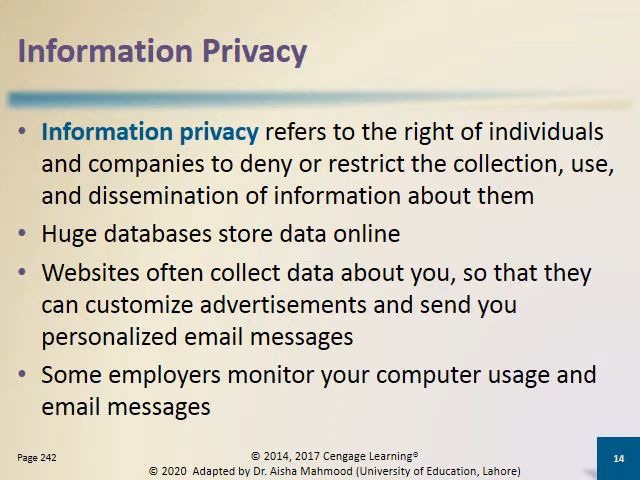 Information Privacy
• Information privacy refers to the right of individuals
and companies to deny or restrict the collection, use,
and dissemination of information about them
• Huge databases store data online
• Websites often collect data about you, so that they
can customize advertisements and send you
personalized email messages
• Some employers monitor your computer usage and
email messages
Page 242
© 2014, 2017 Cengage Learning®
© 2020 Adapted by Dr. Aisha Mahmood (University of Education, Lahore)
14